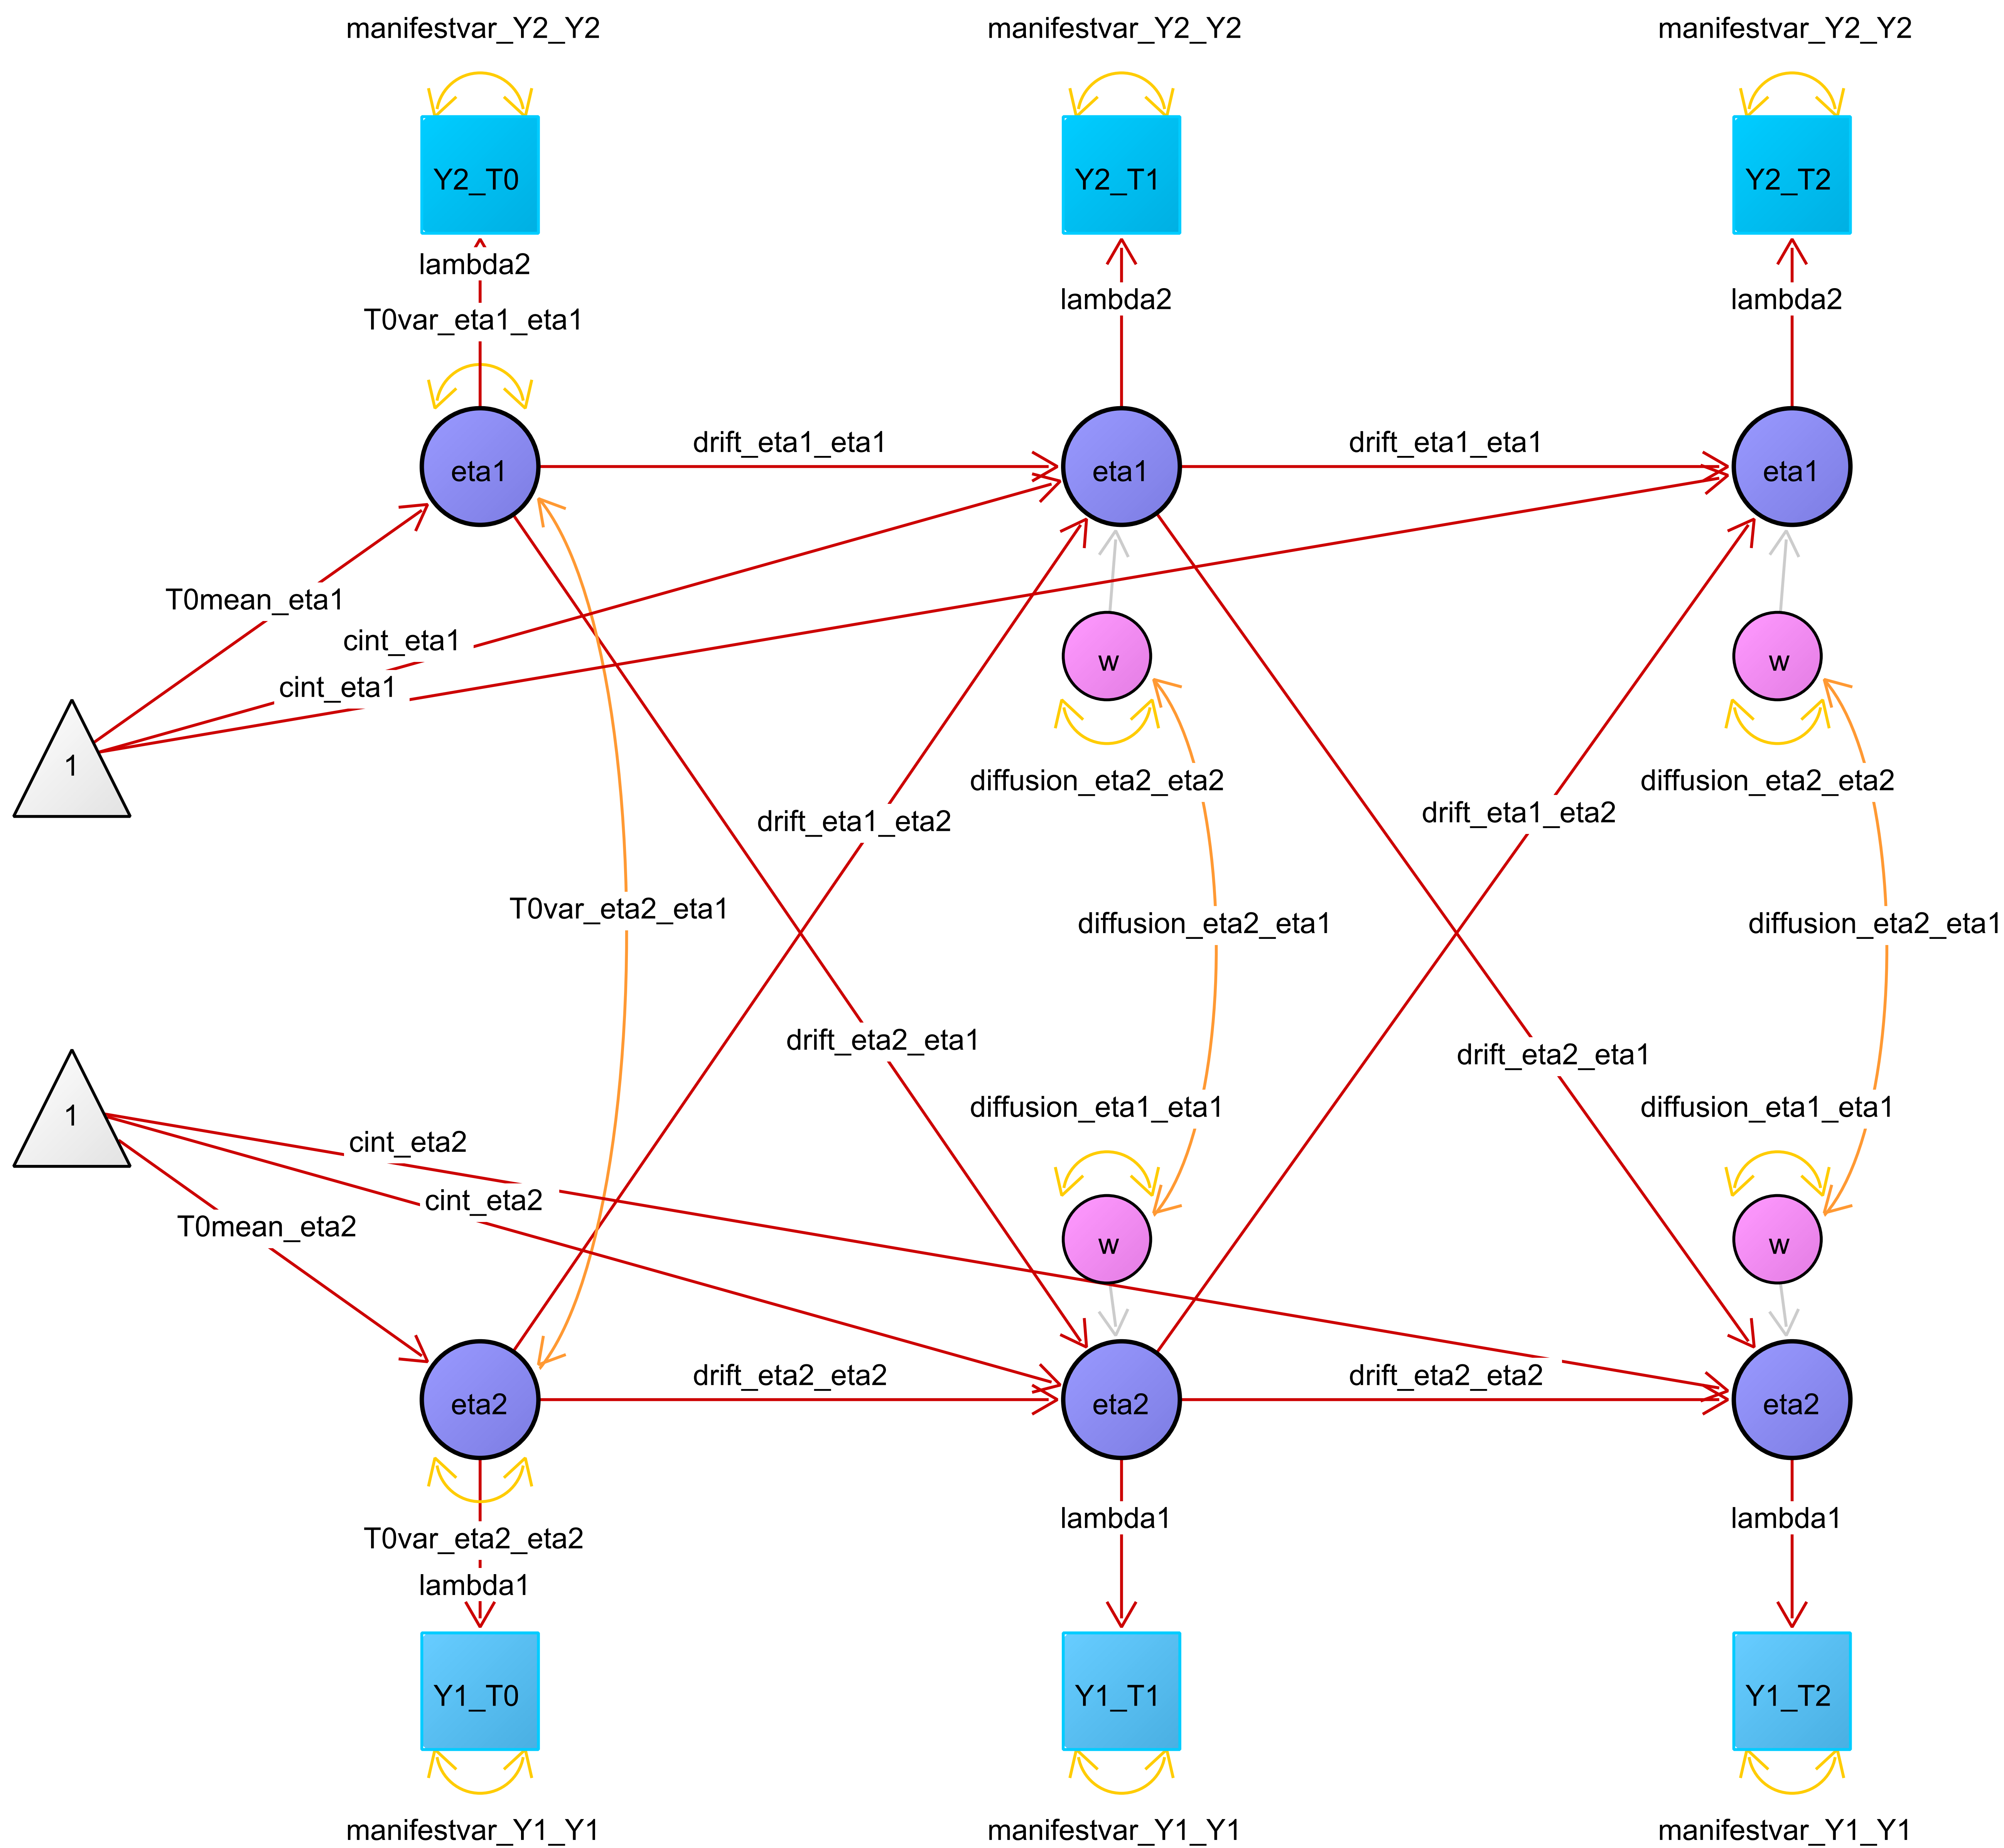 manifestvar_Y2_Y2
manifestvar_Y2_Y2
manifestvar_Y2_Y2
Y2_T0
Y2_T1
Y2_T2
lambda2
lambda2
lambda2
T0var_eta1_eta1
drift_eta1_eta1
drift_eta1_eta1
eta1
eta1
eta1
T0mean_eta1
cint_eta1
w
w
cint_eta1
1
diffusion_eta2_eta2
diffusion_eta2_eta2
drift_eta1_eta2
drift_eta1_eta2
T0var_eta2_eta1
diffusion_eta2_eta1
diffusion_eta2_eta1
drift_eta2_eta1
drift_eta2_eta1
1
diffusion_eta1_eta1
diffusion_eta1_eta1
cint_eta2
cint_eta2
T0mean_eta2
w
w
drift_eta2_eta2
drift_eta2_eta2
eta2
eta2
eta2
lambda1
lambda1
T0var_eta2_eta2
lambda1
Y1_T0
Y1_T1
Y1_T2
manifestvar_Y1_Y1
manifestvar_Y1_Y1
manifestvar_Y1_Y1